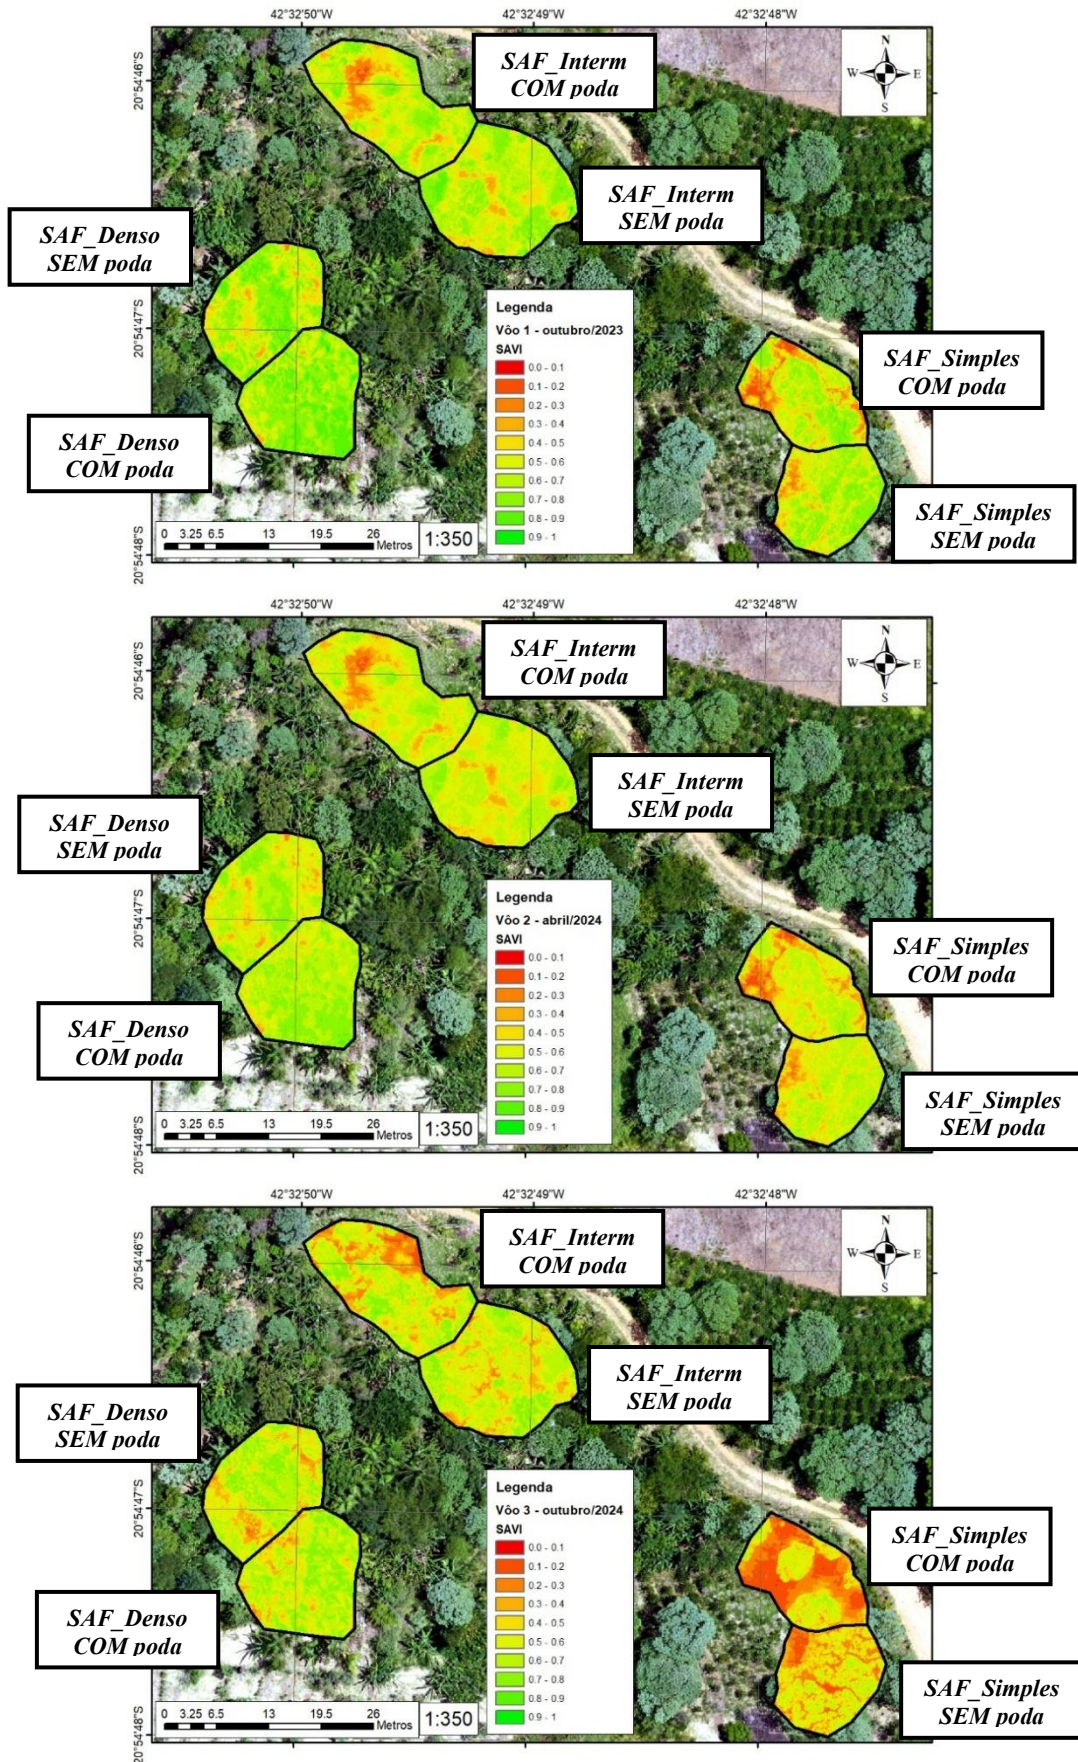 42°32'50"W 42°32'49"W 42°32'48"W
SAF_Interm
COM poda
N
W E
S
20°54'46"S
SAF_Interm
SEM poda
SAF_Denso
SEM poda
20°54'47"S
Legenda
Vôo 1 - outubro/2023
SAVI
0.0 - 0.1
0.1 - 0.2
0.2 - 0.3
0.3 - 0.4
0.4 - 0.5
0.5 - 0.6
0.6 - 0.7
0.7 - 0.8
0.8 - 0.9
0.9 - 1
SAF_Simples
COM poda
SAF_Denso
COM poda
SAF_Simples
SEM poda
0 3.25 6.5 13 19.5 26
Metros
1:350
20°54'48"S
42°32'50"W 42°32'49"W 42°32'48"W
SAF_Interm
COM poda
N
W E
S
20°54'46"S
SAF_Interm
SEM poda
SAF_Denso
SEM poda
20°54'47"S
Legenda
Vôo 2 - abril/2024
SAVI
0.0 - 0.1
0.1 - 0.2
0.2 - 0.3
0.3 - 0.4
0.4 - 0.5
0.5 - 0.6
0.6 - 0.7
0.7 - 0.8
0.8 - 0.9
0.9 - 1
SAF_Simples
COM poda
SAF_Denso
COM poda
SAF_Simples
SEM poda
0 3.25 6.5 13 19.5 26
Metros
1:350
20°54'48"S
42°32'50"W 42°32'49"W 42°32'48"W
SAF_Interm
COM poda
N
W E
S
20°54'46"S
SAF_Interm
SEM poda
SAF_Denso
SEM poda
20°54'47"S
Legenda
Vôo 3 - outubro/2024
SAVI
0.0 - 0.1
0.1 - 0.2
0.2 - 0.3
0.3 - 0.4
0.4 - 0.5
0.5 - 0.6
0.6 - 0.7
0.7 - 0.8
0.8 - 0.9
0.9 - 1
SAF_Simples
COM poda
SAF_Denso
COM poda
SAF_Simples
SEM poda
0 3.25 6.5 13 19.5 26
Metros
1:350
20°54'48"S